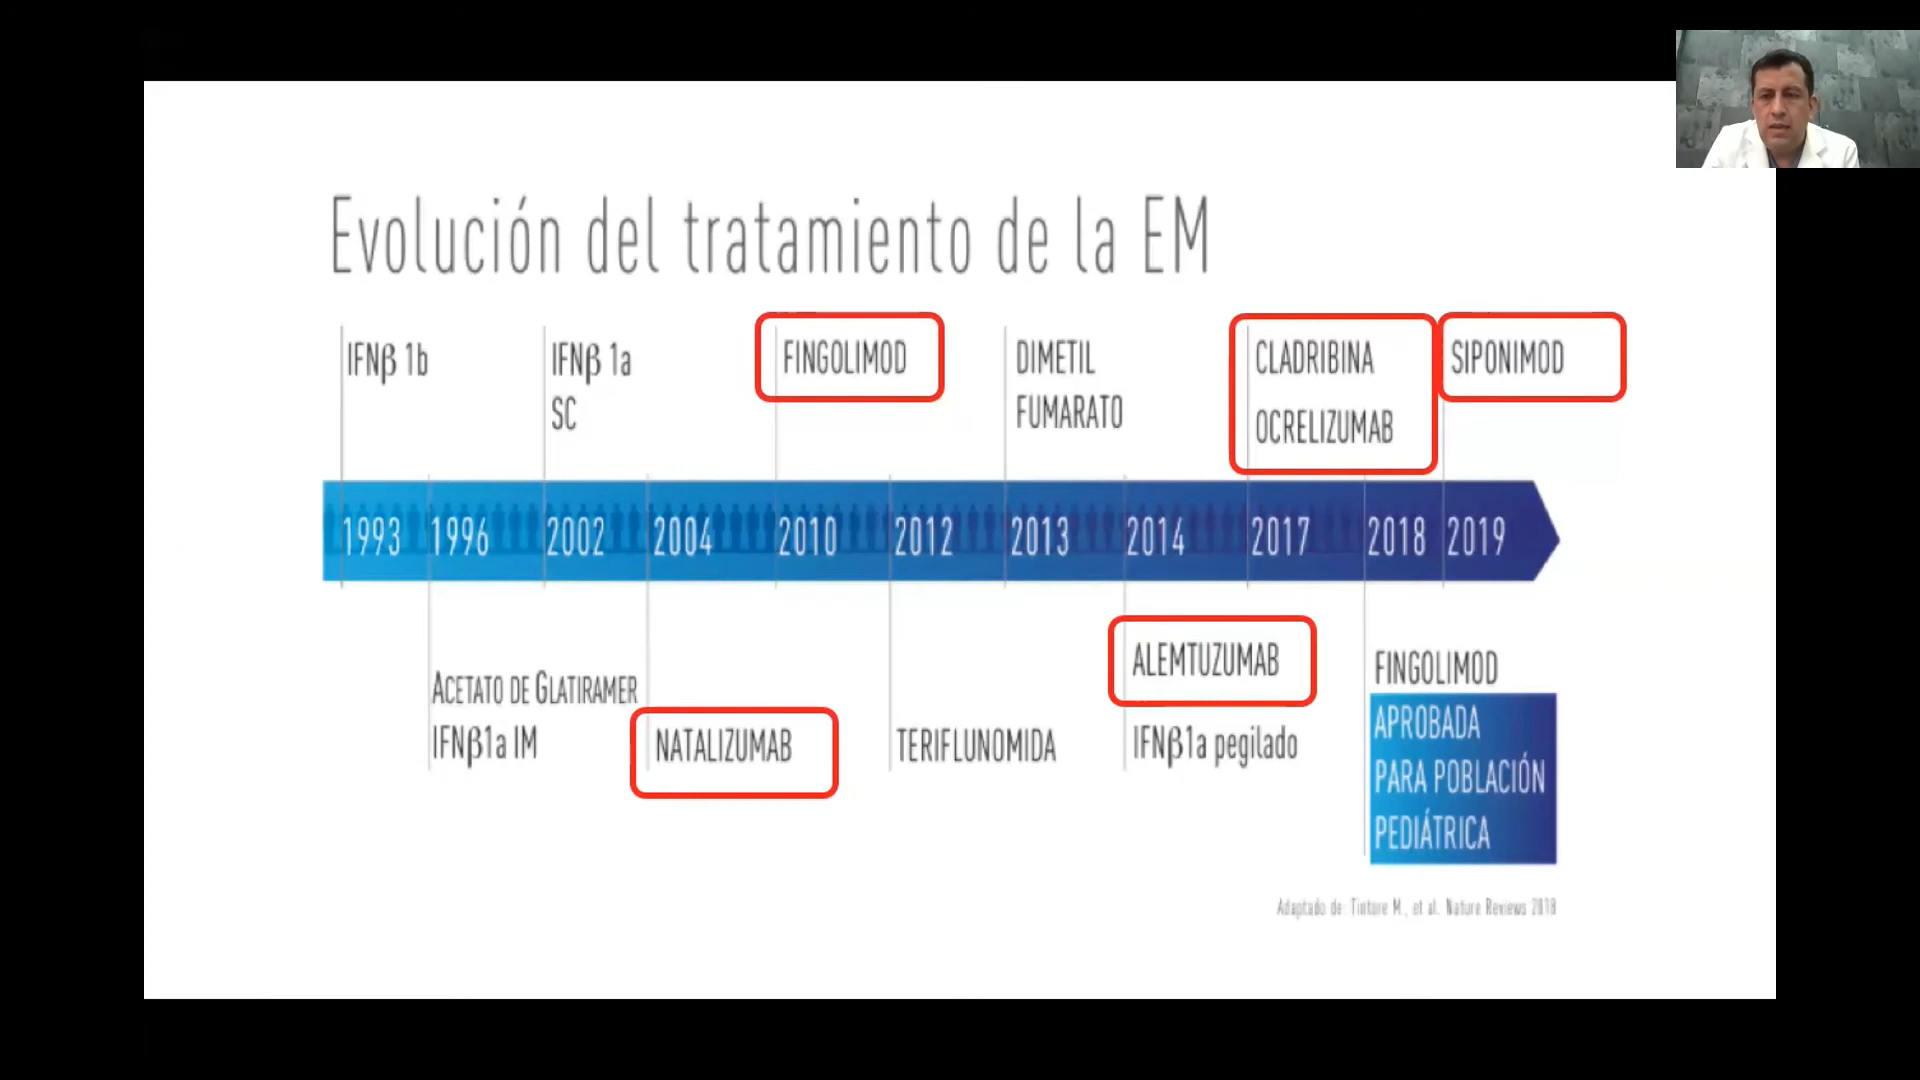 Evolución del tratamiento de la EM
IFNβ 1b
IFNβ 1a
SC
FINGOLIMOD
DIMETIL
FUMARATO
CLADRIBINA
OCRELIZUMAB
SIPONIMOD
1993 1996 2002 2004 2010 2012 2013 2014 2017 2018 2019
ACETATO DE GLATIRAMER
IFNβ1a IM
NATALIZUMAB
TERIFLUNOMIDA
ALEMTUZUMAB
IFNβ1a pegilado
FINGOLIMOD
APROBADA
PARA POBLACIÓN
PEDIÁTRICA
Adaptado de: Tintore M., et al. Nature Reviews 2018